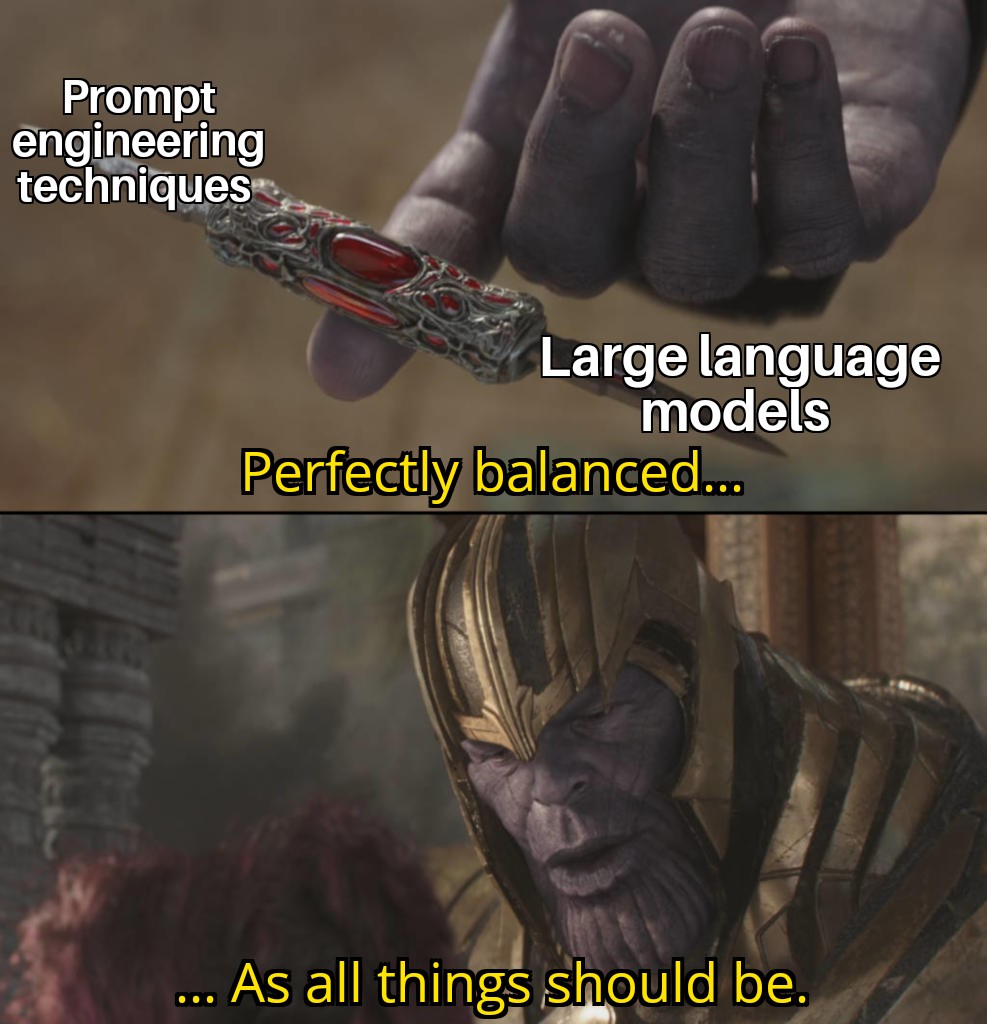 Prompt
engineering
techniques
Large language
models
Perfectly balanced...
... As all things should be.